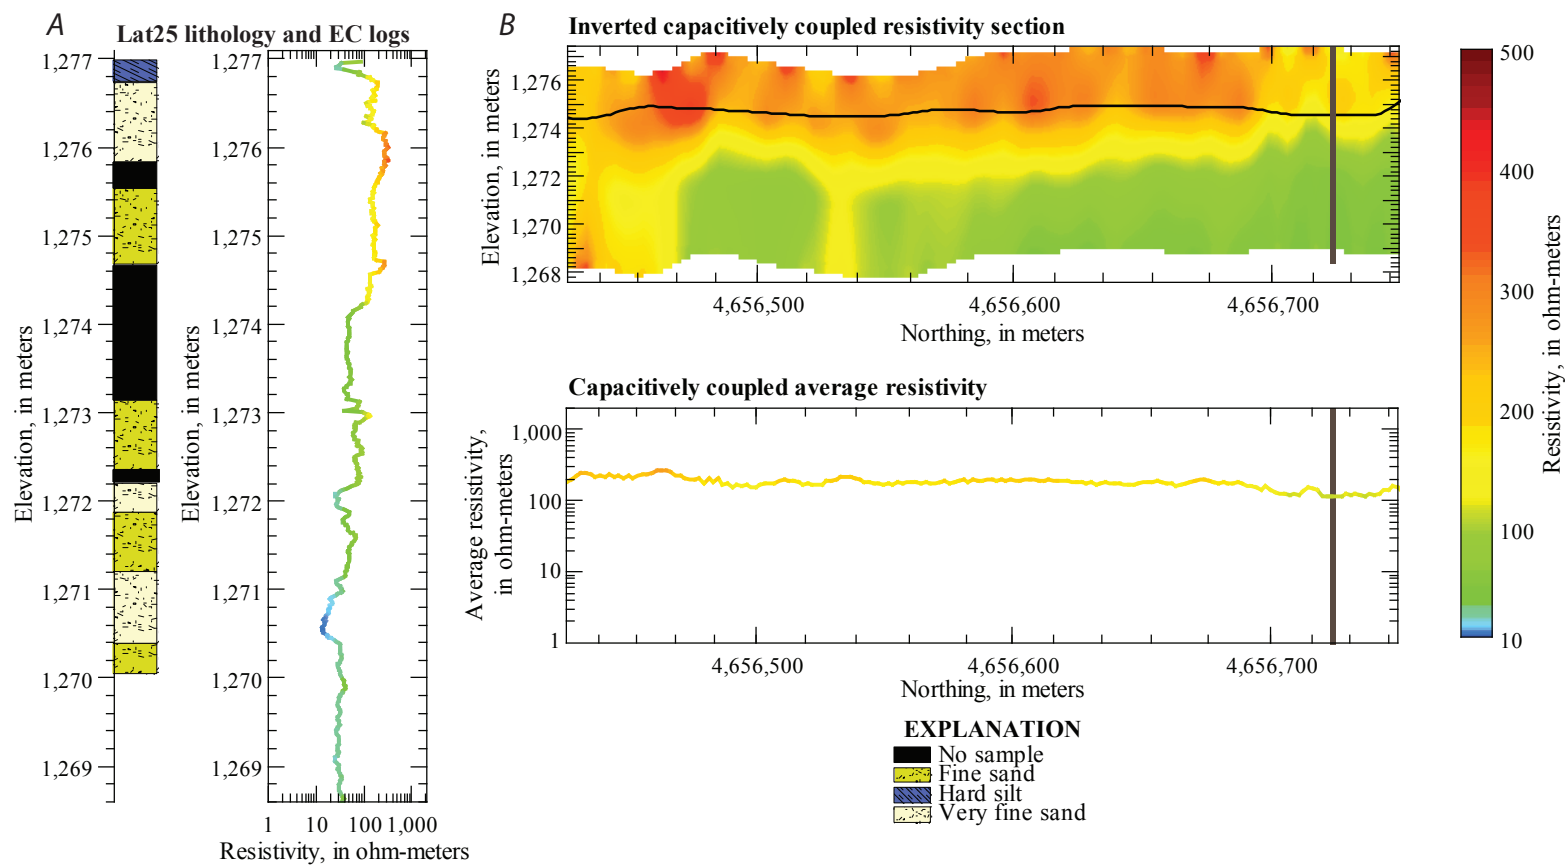 A
Lat25 lithology and EC logs
Elevation, in meters
1,277
1,276
1,275
1,274
1,273
1,272
1,271
1,270
1,269
Elevation, in meters
1,277
1,276
1,275
1,274
1,273
1,272
1,271
1,270
1,269
1 10 100 1,000
Resistivity, in ohm-meters
B
Inverted capacitively coupled resistivity section
Elevation, in meters
1,276
1,274
1,272
1,270
1,268
4,656,500 4,656,600 4,656,700
Northing, in meters
Capacitively coupled average resistivity
Average resistivity,
in ohm-meters
1,000
100
10
1
4,656,500 4,656,600 4,656,700
Northing, in meters
EXPLANATION
No sample
Fine sand
Hard silt
Very fine sand
500
400
300
200
100
10
Resistivity, in ohm-meters